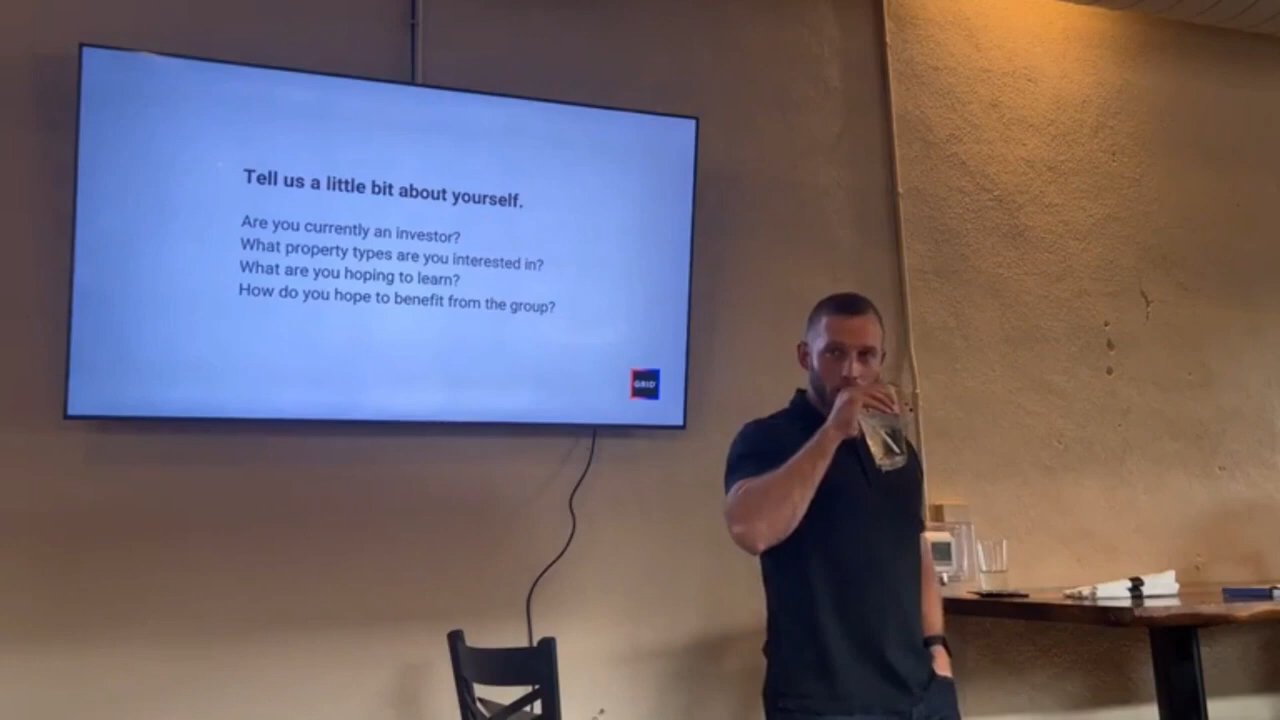 Tell us a little bit about yourself.
Are you currently an investor?
What property types are you interested in?
What are you hoping to learn?
How do you hope to benefit from the group?
GRID